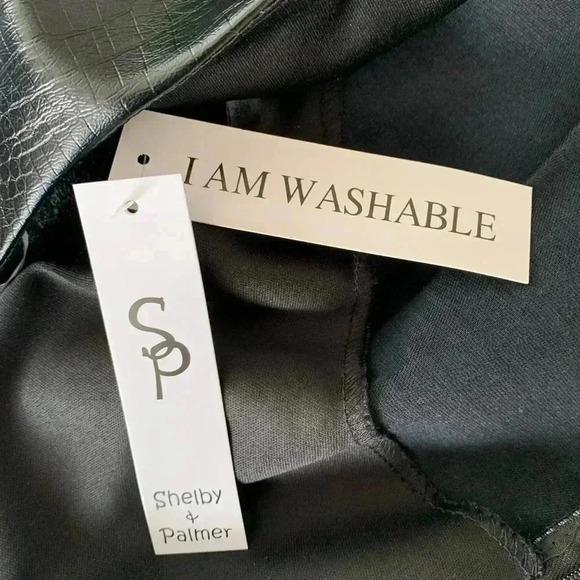 I AM WASHABLE
SP
Shelby
&
Palmer